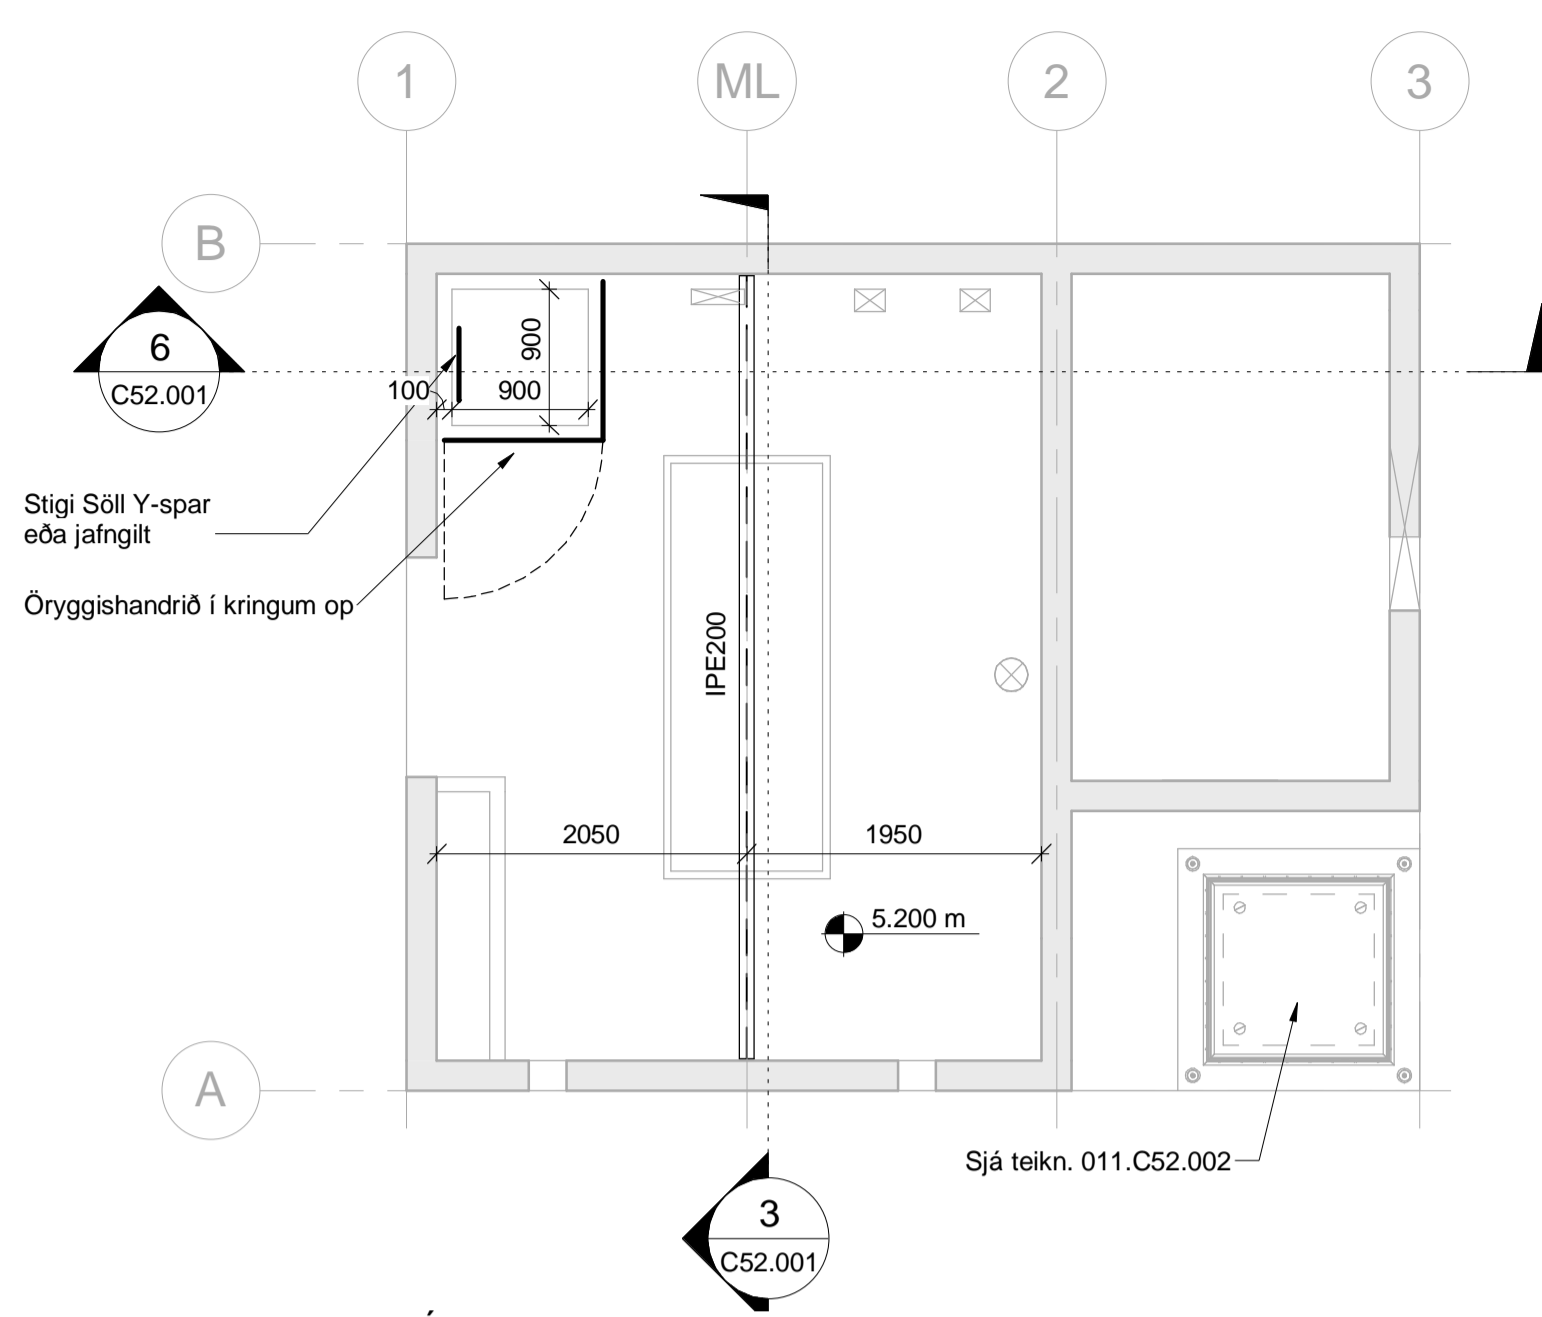 1
ML
2
3
B
6
C52.001
900
100
900
Stigi Söll Y-spar
eða jafngilt
Öryggishandrið í kringum op
IPE200
2050
1950
5.200 m
A
Sjá teikn. 011.C52.002
3
C52.001